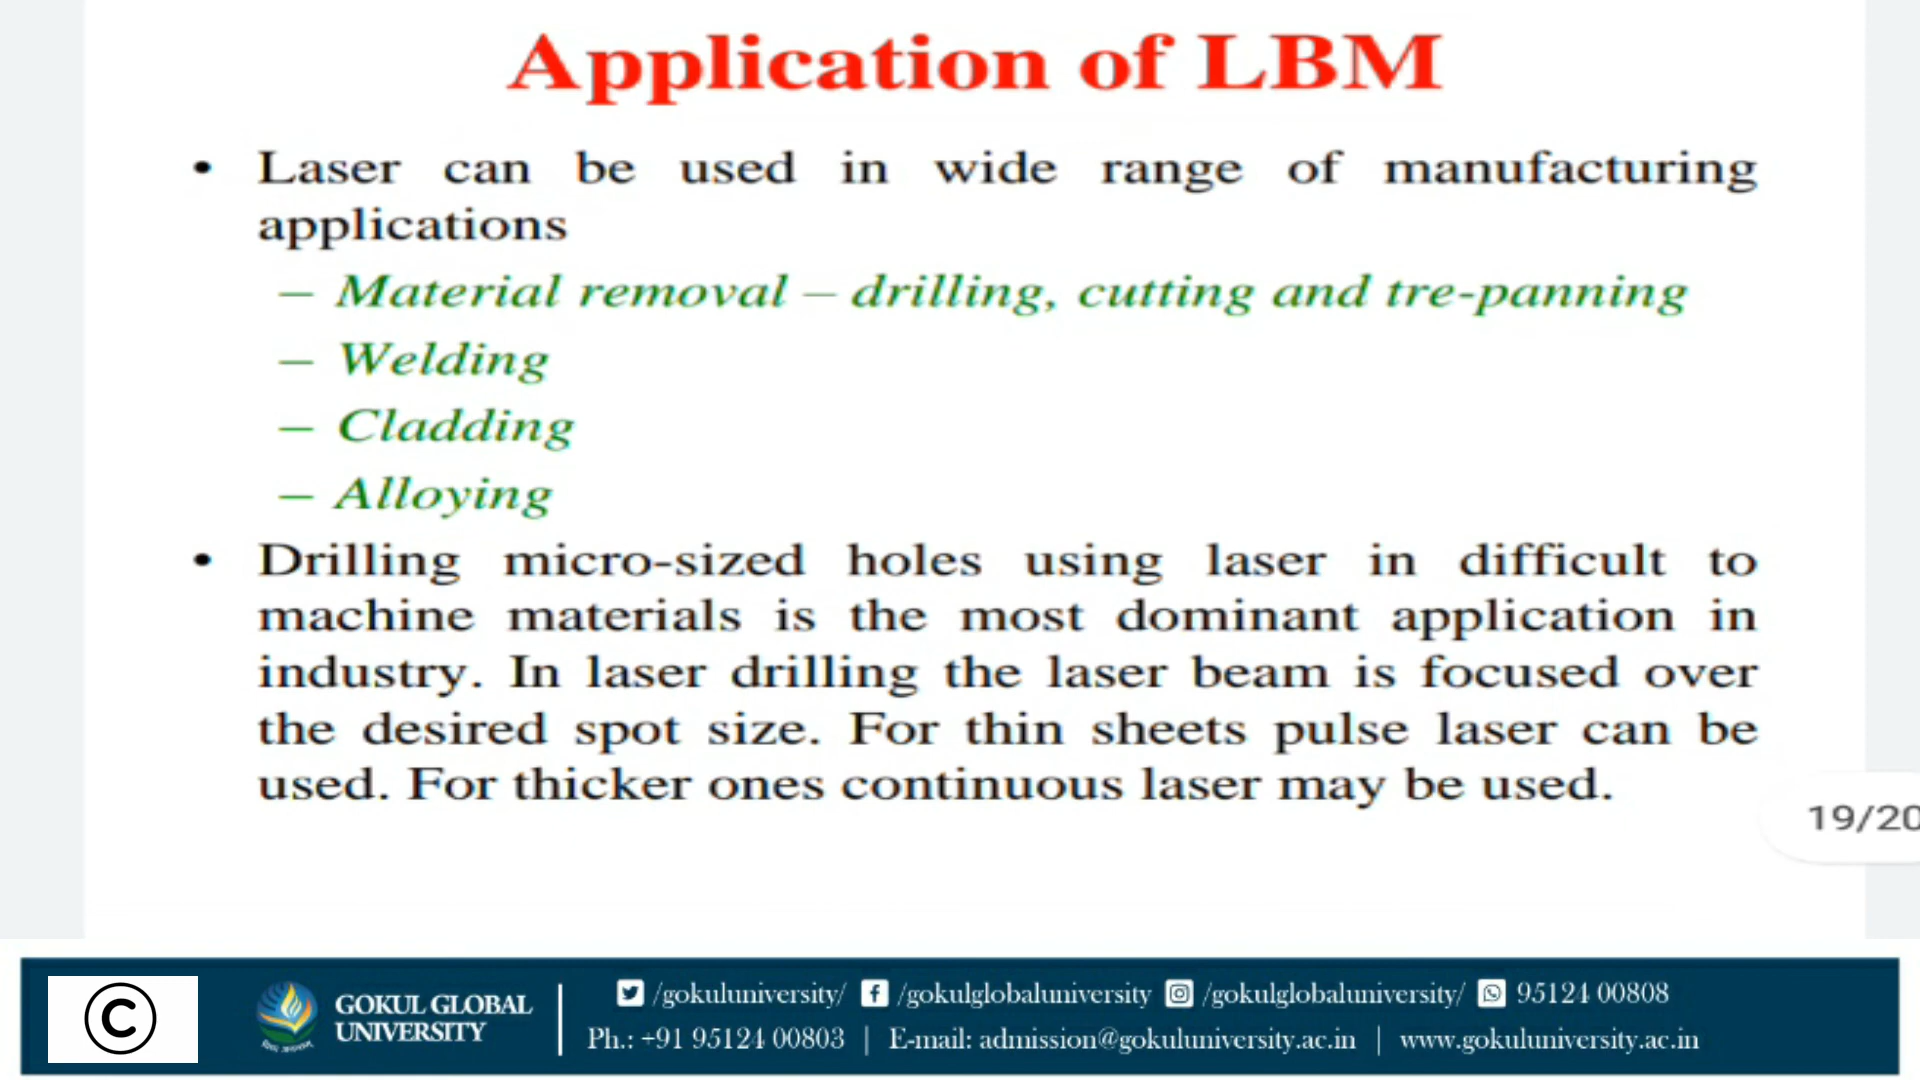 Application of LBM
• Laser can be used in wide range of manufacturing
applications
– Material removal – drilling, cutting and tre-panning
– Welding
– Cladding
– Alloying
• Drilling micro-sized holes using laser in difficult to
machine materials is the most dominant application in
industry. In laser drilling the laser beam is focused over
the desired spot size. For thin sheets pulse laser can be
used. For thicker ones continuous laser may be used.
19/20
©
GOKUL GLOBAL
UNIVERSITY
/gokuluniversity/ /gokulglobaluniversity /gokulglobaluniversity/ 95124 00808
Ph.: +91 95124 00803 | E-mail: admission@gokuluniversity.ac.in | www.gokuluniversity.ac.in